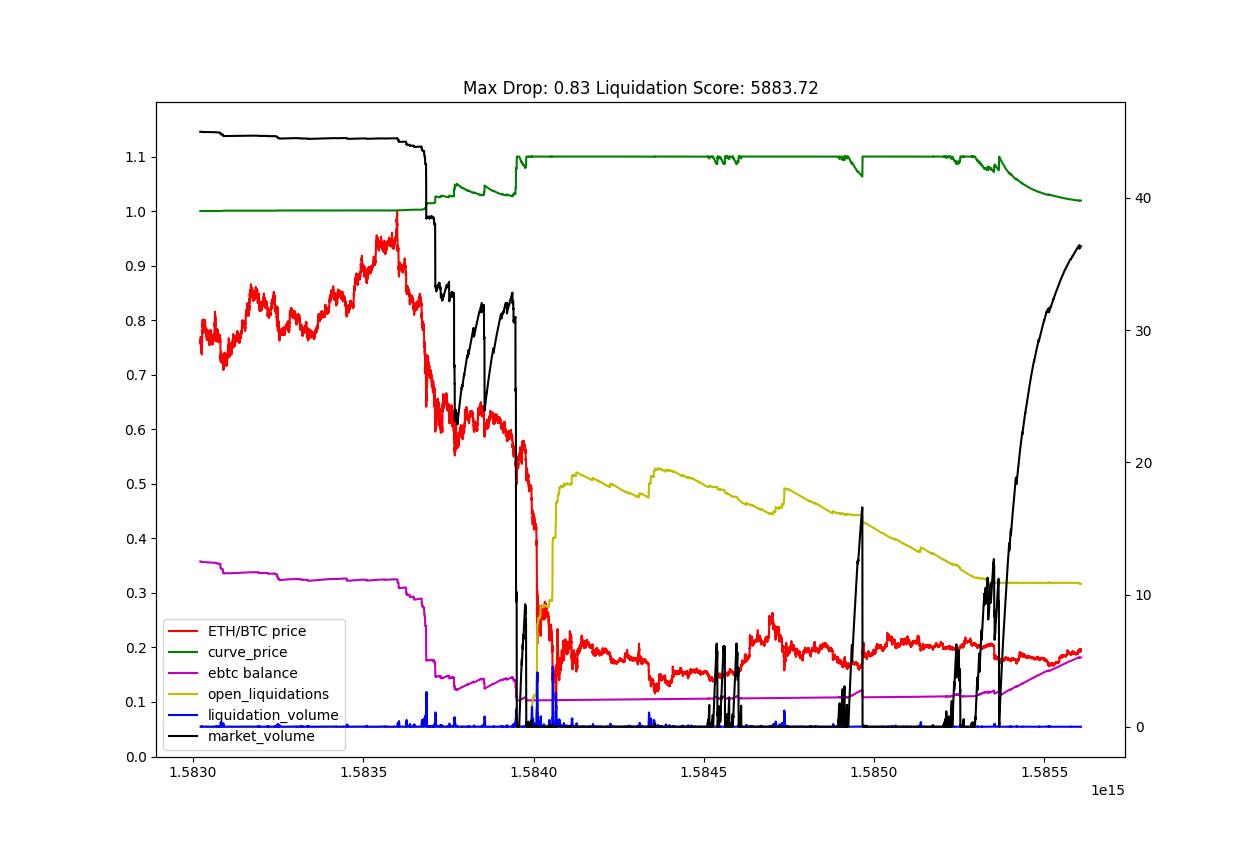 Max Drop: 0.83 Liquidation Score: 5883.72
1.1
1.0
0.9
0.8
0.7
0.6
0.5
0.4
0.3
0.2
0.1
0.0
40
30
20
10
0
ETH/BTC price
curve_price
ebtc balance
open_liquidations
liquidation_volume
market_volume
1.5830 1.5835 1.5840 1.5845 1.5850 1.5855
1e15